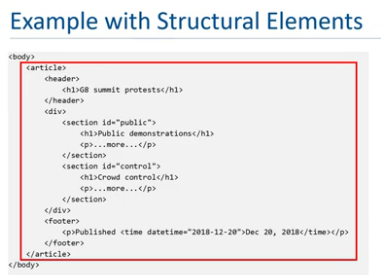 Example with Structural Elements
<body>
<article>
<header>
<h1>G8 summit protests</h1>
</header>
<div>
<section id="public">
<h1>Public demonstrations</h1>
<p>...more...</p>
</section>
<section id="control">
<h1>Crowd control</h1>
<p>...more...</p>
</section>
</div>
<footer>
<p>Published <time datetime="2018-12-20">Dec 20, 2018</time></p>
</footer>
</article>
</body>